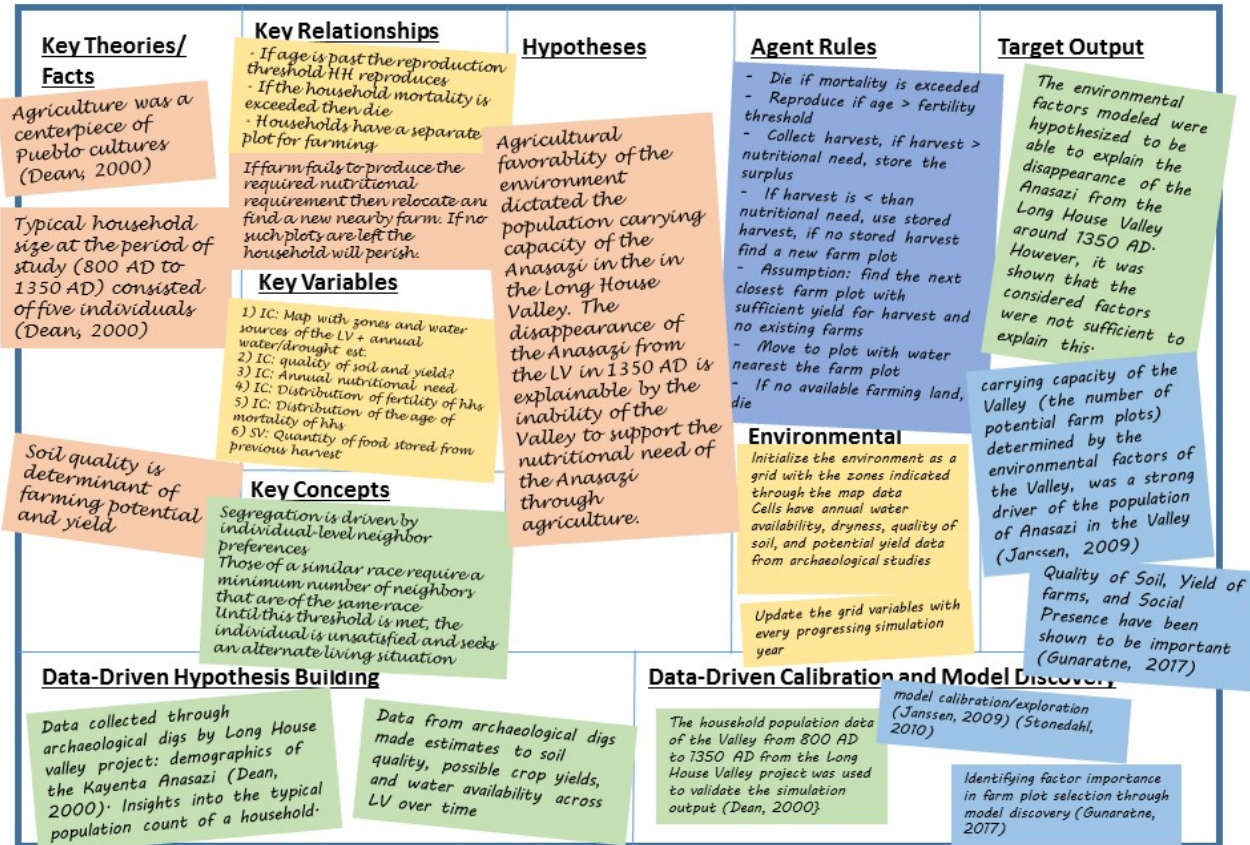 Key Theories/
Facts
Agriculture was a
centerpiece of
Pueblo cultures
(Dean, 2000)
Typical household
size at the period of
study (800 AD to
1350 AD) consisted
of five individuals
(Dean, 2000)
Soil quality is
determinant of
farming potential
and yield
Key Relationships
- If age is past the reproduction
threshold HH reproduces
- If the household mortality is
exceeded then die
- Households have a separate
plot for farming
If farm fails to produce the
required nutritional
requirement then relocate and
find a new nearby farm. If no
such plots are left the
household will perish.
Key Variables
1) IC: Map with zones and water
sources of the LV + annual
water/drought est.
2) IC: quality of soil and yield?
3) IC: Annual nutritional need
4) IC: Distribution of fertility of hhs
5) IC: Distribution of the age of
mortality of hhs
6) SV: Quantity of food stored from
previous harvest
Key Concepts
Segregation is driven by
individual-level neighbor
preferences
Those of a similar race require a
minimum number of neighbors
that are of the same race
Until this threshold is met, the
individual is unsatisfied and seeks
an alternate living situation
Hypotheses
Agricultural
favorablity of the
environment
dictated the
population carrying
capacity of the
Anasazi in the in
the Long House
Valley. The
disappearance of
the Anasazi from
the LV in 1350 AD is
explainable by the
inability of the
Valley to support the
nutritional need of
the Anasazi
through
agriculture.
Agent Rules
- Die if mortality is exceeded
- Reproduce if age > fertility
threshold
- Collect harvest, if harvest >
nutritional need, store the
surplus
- If harvest is < than
nutritional need, use stored
harvest, if no stored harvest
find a new farm plot
- Assumption: find the next
closest farm plot with
sufficient yield for harvest and
no existing farms
- Move to plot with water
nearest the farm plot
- If no available farming land,
die
Environmental
Initialize the environment as a
grid with the zones indicated
through the map data
Cells have annual water
availability, dryness, quality of
soil, and potential yield data
from archaeological studies
Update the grid variables with
every progressing simulation
year
Target Output
The environmental
factors modeled were
hypothesized to be
able to explain the
disappearance of the
Anasazi from the
Long House Valley
around 1350 AD.
However, it was
shown that the
considered factors
were not sufficient to
explain this.
carrying capacity of the
Valley (the number of
potential farm plots)
determined by the
environmental factors of
the Valley, was a strong
driver of the population
of Anasazi in the Valley
(Janssen, 2009)
Quality of Soil, Yield of
farms, and Social
Presence have been
shown to be important
(Gunaratne, 2017)
Data-Driven Hypothesis Building
Data collected through
archaeological digs by Long House
valley project: demographics of
the Kayenta Anasazi (Dean,
2000). Insights into the typical
population count of a household.
Data from archaeological digs
made estimates to soil
quality, possible crop yields,
and water availability across
LV over time
Data-Driven Calibration and Model Discovery
The household population data
of the Valley from 800 AD
to 1350 AD from the Long
House Valley project was used
to validate the simulation
output (Dean, 2000}
model calibration/exploration
(Janssen, 2009) (Stonedahl,
2010)
Identifying factor importance
in farm plot selection through
model discovery (Gunaratne,
2017)